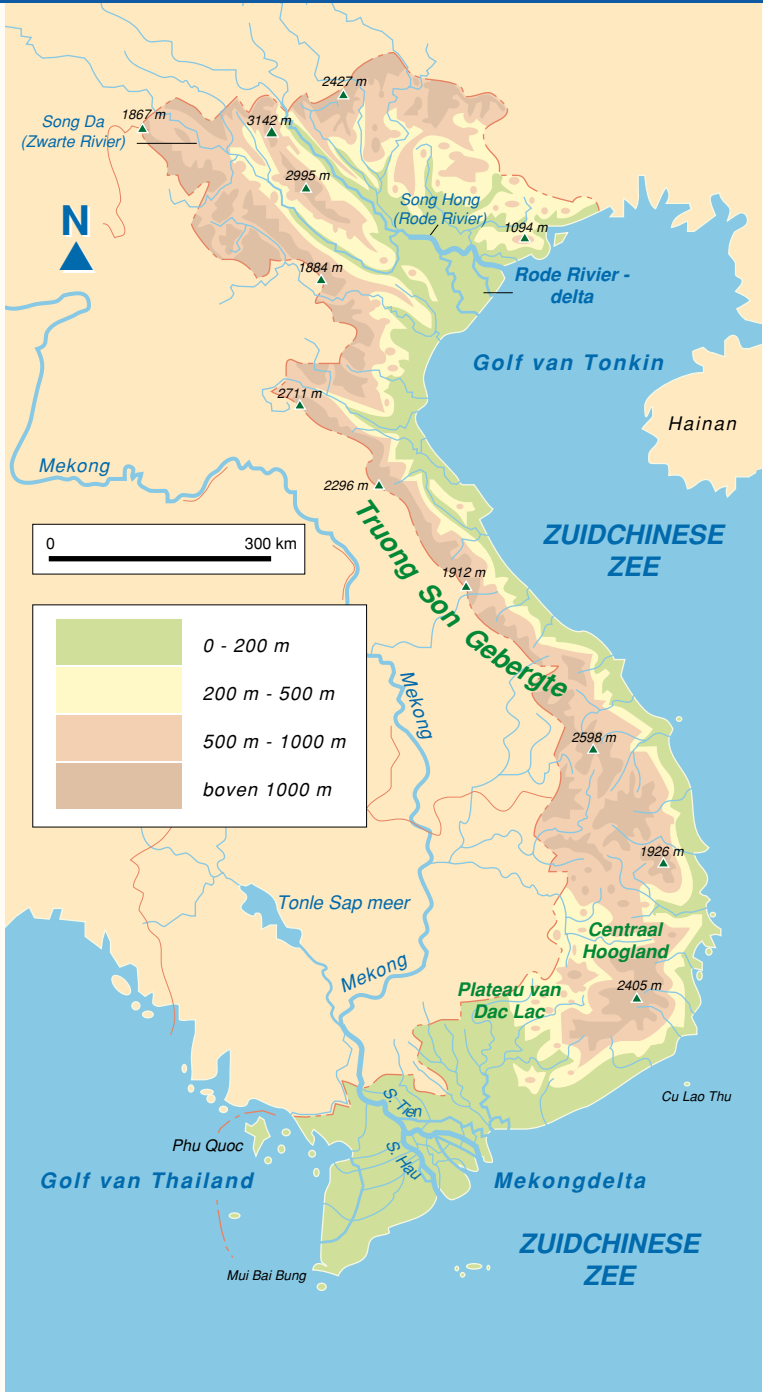 2427 m
1867 m
Song Da
(Zwarte Rivier)
3142 m
2995 m
Song Hong
(Rode Rivier)
N
1094 m
1884 m
Rode Rivier -
delta
Golf van Tonkin
2711 m
Hainan
Mekong
2296 m
Truong Son Gebergte
ZUIDCHINESE
ZEE
0 300 km
1912 m
0 - 200 m
200 m - 500 m
500 m - 1000 m
boven 1000 m
Mekong
2598 m
1926 m
Tonle Sap meer
Centraal
Hoogland
Mekong
Plateau van
Dac Lac
2405 m
S. Tien
Cu Lao Thu
Phu Quoc
S. Hau
Golf van Thailand
Mekongdelta
ZUIDCHINESE
ZEE
Mui Bai Bung